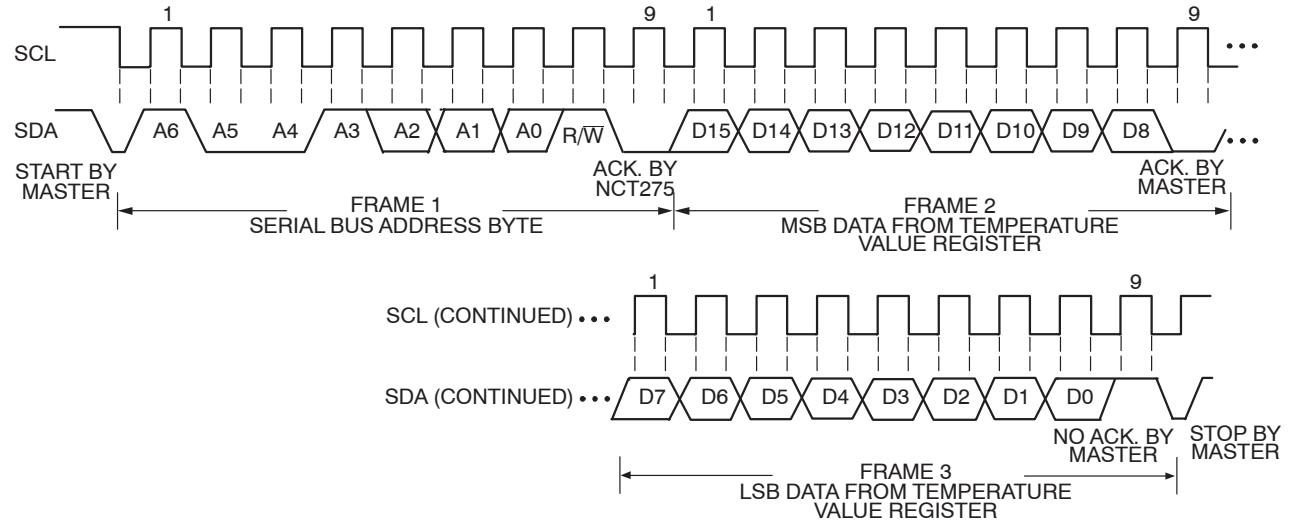 1 9 1 9
SCL
SDA A6 A5 A4 A3 A2 A1 A0 R/W̅ D15 D14 D13 D12 D11 D10 D9 D8
START BY
MASTER
ACK. BY
NCT275
ACK. BY
MASTER
FRAME 1
SERIAL BUS ADDRESS BYTE
FRAME 2
MSB DATA FROM TEMPERATURE
VALUE REGISTER
1 9
SCL (CONTINUED)
SDA (CONTINUED) D7 D6 D5 D4 D3 D2 D1 D0
NO ACK. BY
MASTER
STOP BY
MASTER
FRAME 3
LSB DATA FROM TEMPERATURE
VALUE REGISTER